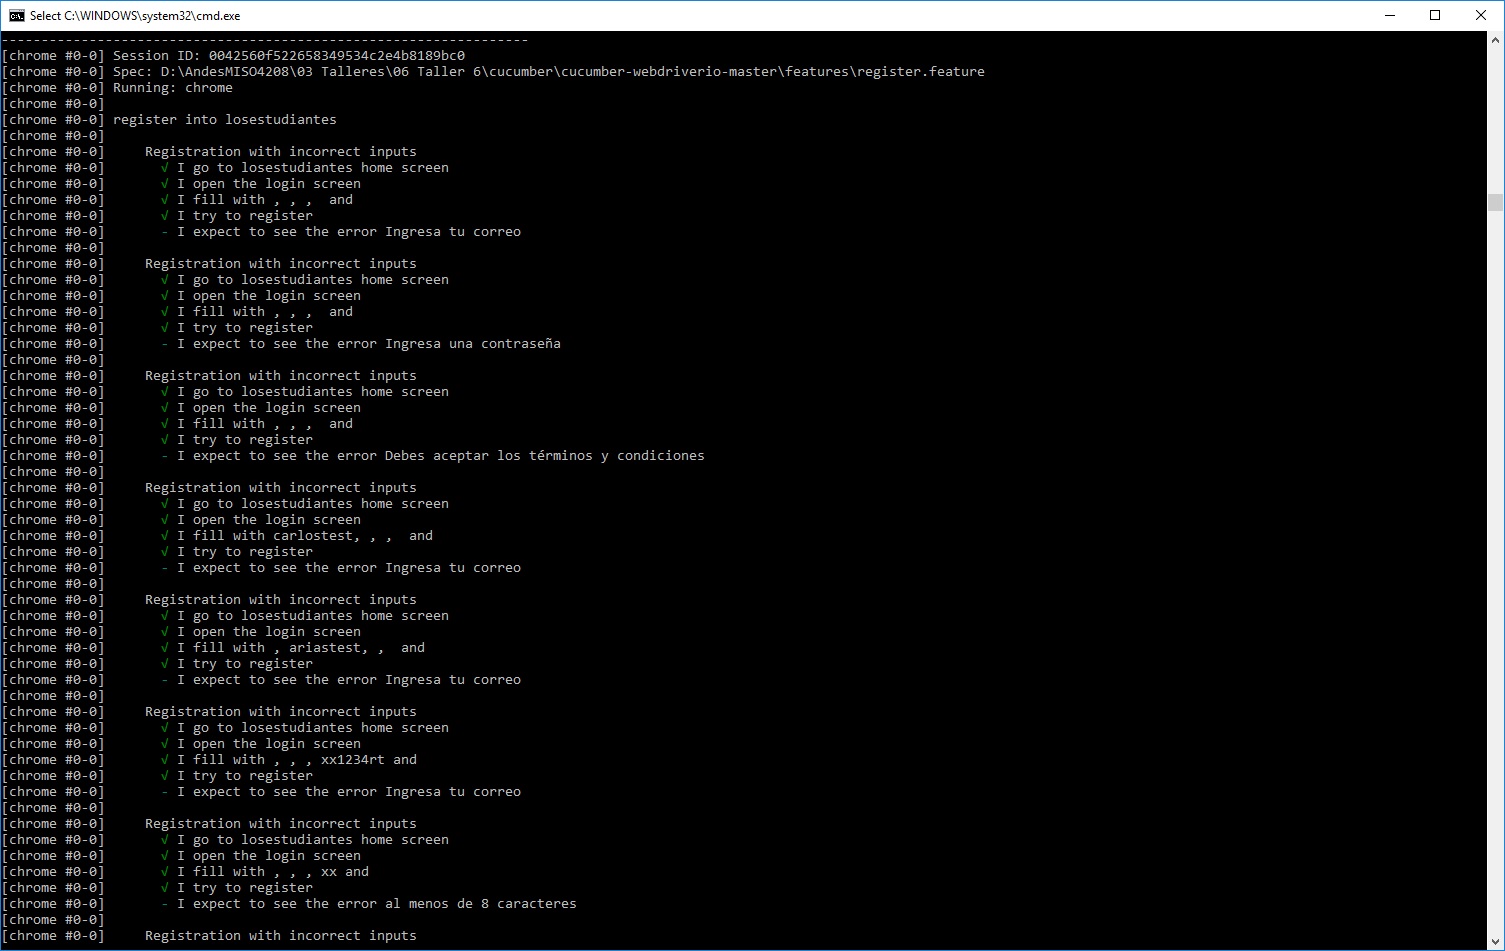 Select C:\WINDOWS\system32\cmd.exe
------------------------------------------------------------------
[chrome #0-0] Session ID: 0042560f522658349534c2e4b8189bc0
[chrome #0-0] Spec: D:\AndesMISO4208\03 Talleres\06 Taller 6\cucumber\cucumber-webdriverio-master\features\register.feature
[chrome #0-0] Running: chrome
[chrome #0-0]
[chrome #0-0] register into losestudiantes
[chrome #0-0]
[chrome #0-0]     Registration with incorrect inputs
[chrome #0-0]       √ I go to losestudiantes home screen
[chrome #0-0]       √ I open the login screen
[chrome #0-0]       √ I fill with , , ,  and
[chrome #0-0]       √ I try to register
[chrome #0-0]       - I expect to see the error Ingresa tu correo
[chrome #0-0]
[chrome #0-0]     Registration with incorrect inputs
[chrome #0-0]       √ I go to losestudiantes home screen
[chrome #0-0]       √ I open the login screen
[chrome #0-0]       √ I fill with , , ,  and
[chrome #0-0]       √ I try to register
[chrome #0-0]       - I expect to see the error Ingresa una contraseña
[chrome #0-0]
[chrome #0-0]     Registration with incorrect inputs
[chrome #0-0]       √ I go to losestudiantes home screen
[chrome #0-0]       √ I open the login screen
[chrome #0-0]       √ I fill with , , ,  and
[chrome #0-0]       √ I try to register
[chrome #0-0]       - I expect to see the error Debes aceptar los términos y condiciones
[chrome #0-0]
[chrome #0-0]     Registration with incorrect inputs
[chrome #0-0]       √ I go to losestudiantes home screen
[chrome #0-0]       √ I open the login screen
[chrome #0-0]       √ I fill with carlostest, , ,  and
[chrome #0-0]       √ I try to register
[chrome #0-0]       - I expect to see the error Ingresa tu correo
[chrome #0-0]
[chrome #0-0]     Registration with incorrect inputs
[chrome #0-0]       √ I go to losestudiantes home screen
[chrome #0-0]       √ I open the login screen
[chrome #0-0]       √ I fill with , ariastest, ,  and
[chrome #0-0]       √ I try to register
[chrome #0-0]       - I expect to see the error Ingresa tu correo
[chrome #0-0]
[chrome #0-0]     Registration with incorrect inputs
[chrome #0-0]       √ I go to losestudiantes home screen
[chrome #0-0]       √ I open the login screen
[chrome #0-0]       √ I fill with , , , xx1234rt and
[chrome #0-0]       √ I try to register
[chrome #0-0]       - I expect to see the error Ingresa tu correo
[chrome #0-0]
[chrome #0-0]     Registration with incorrect inputs
[chrome #0-0]       √ I go to losestudiantes home screen
[chrome #0-0]       √ I open the login screen
[chrome #0-0]       √ I fill with , , , xx and
[chrome #0-0]       √ I try to register
[chrome #0-0]       - I expect to see the error al menos de 8 caracteres
[chrome #0-0]
[chrome #0-0]     Registration with incorrect inputs